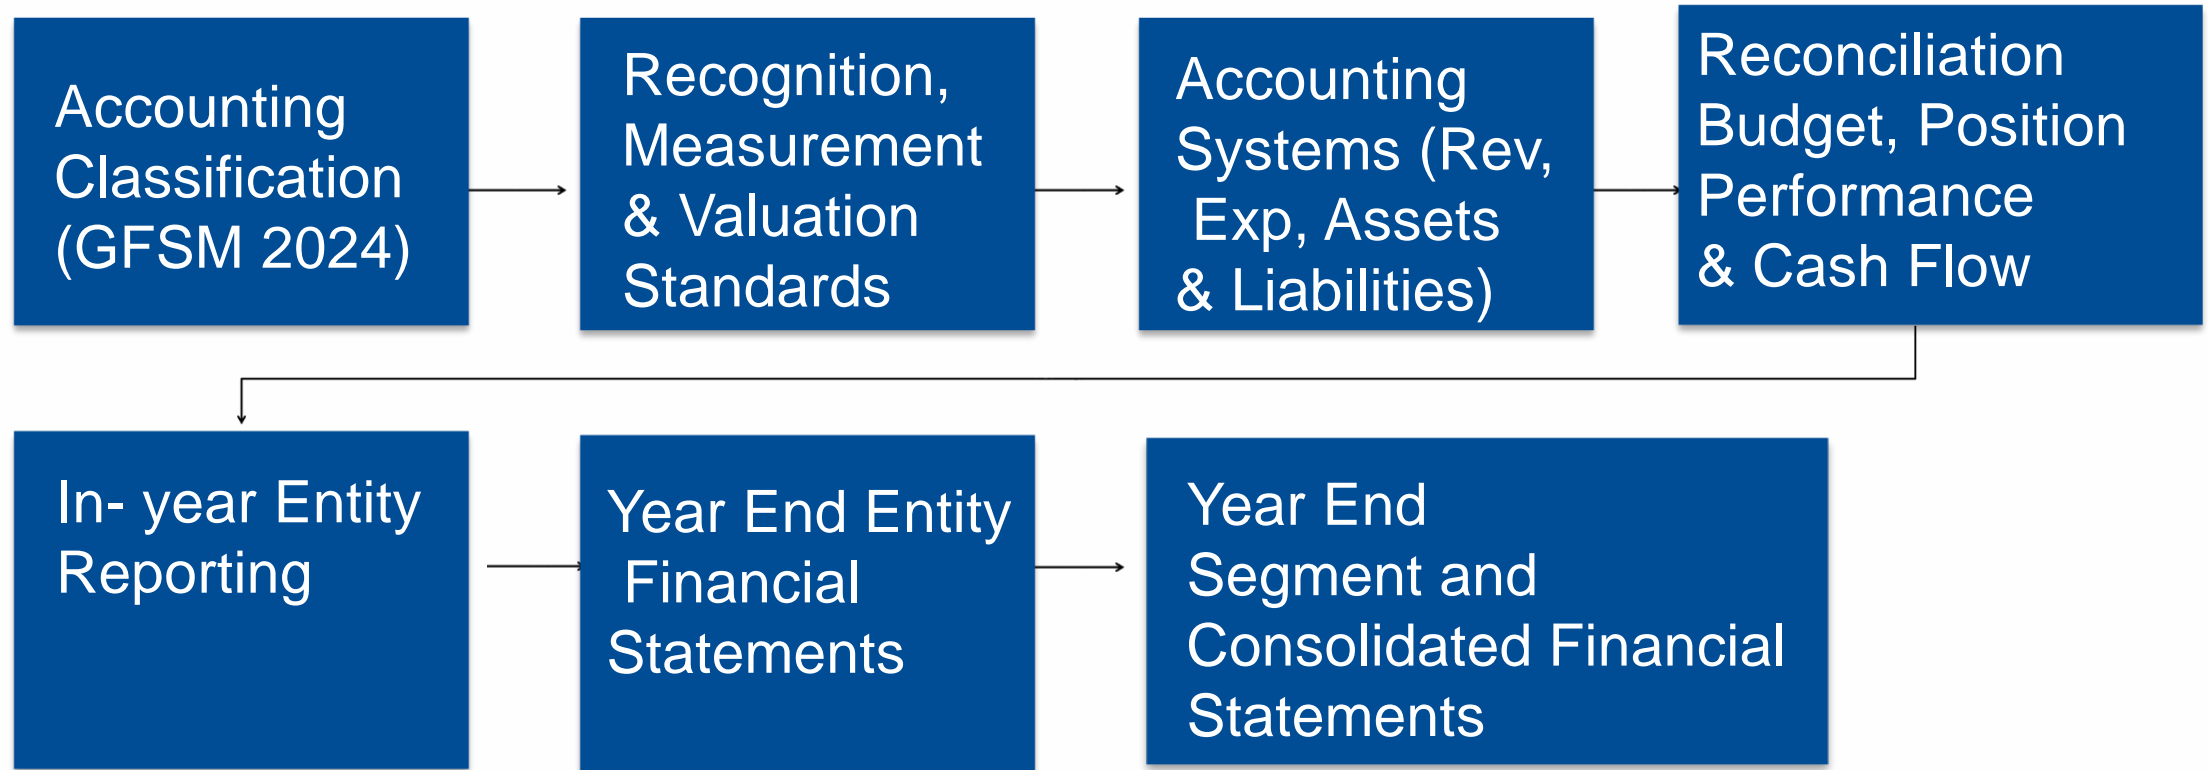 Accounting
Classification
(GFSM 2024)
Recognition,
Measurement
& Valuation
Standards
Accounting
Systems (Rev,
Exp, Assets
& Liabilities)
Reconciliation
Budget, Position
Performance
& Cash Flow
In- year Entity
Reporting
Year End Entity
Financial
Statements
Year End
Segment and
Consolidated Financial
Statements